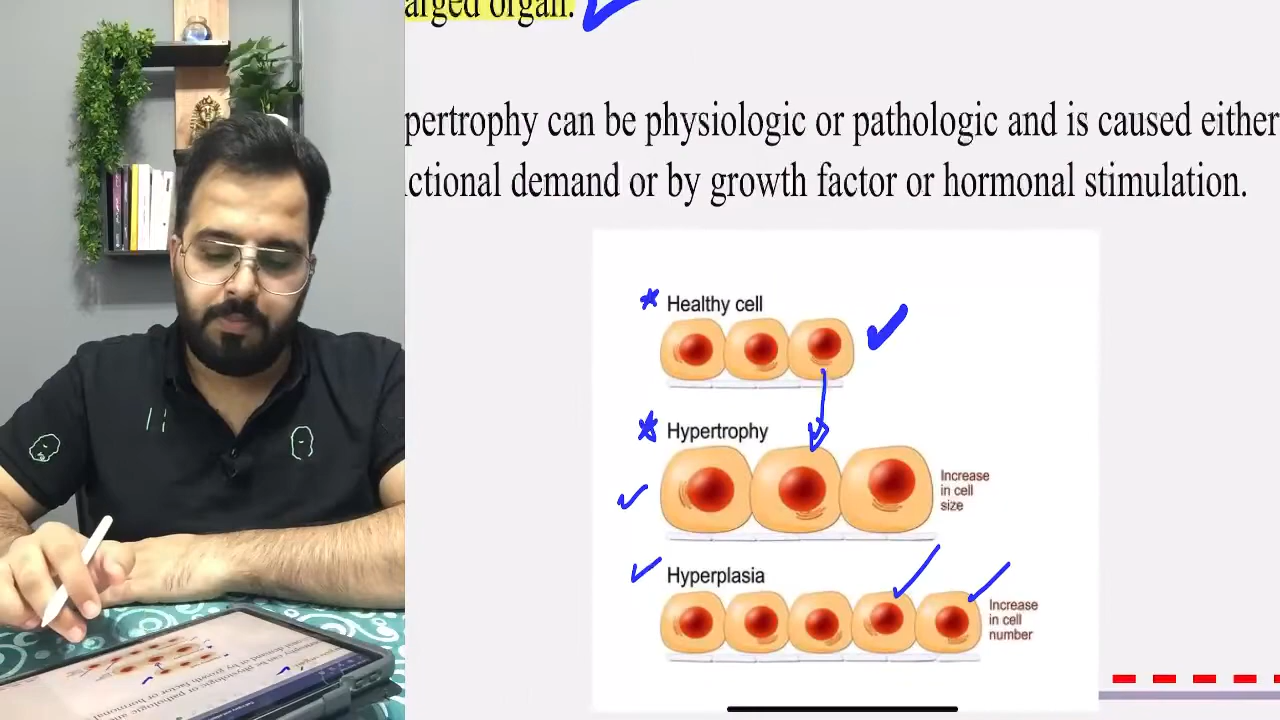 arged organ.
pertrophy can be physiologic or pathologic and is caused either
ctional demand or by growth factor or hormonal stimulation.
Healthy cell
Hypertrophy
Increase
in cell
size
Hyperplasia
Increase
in cell
number